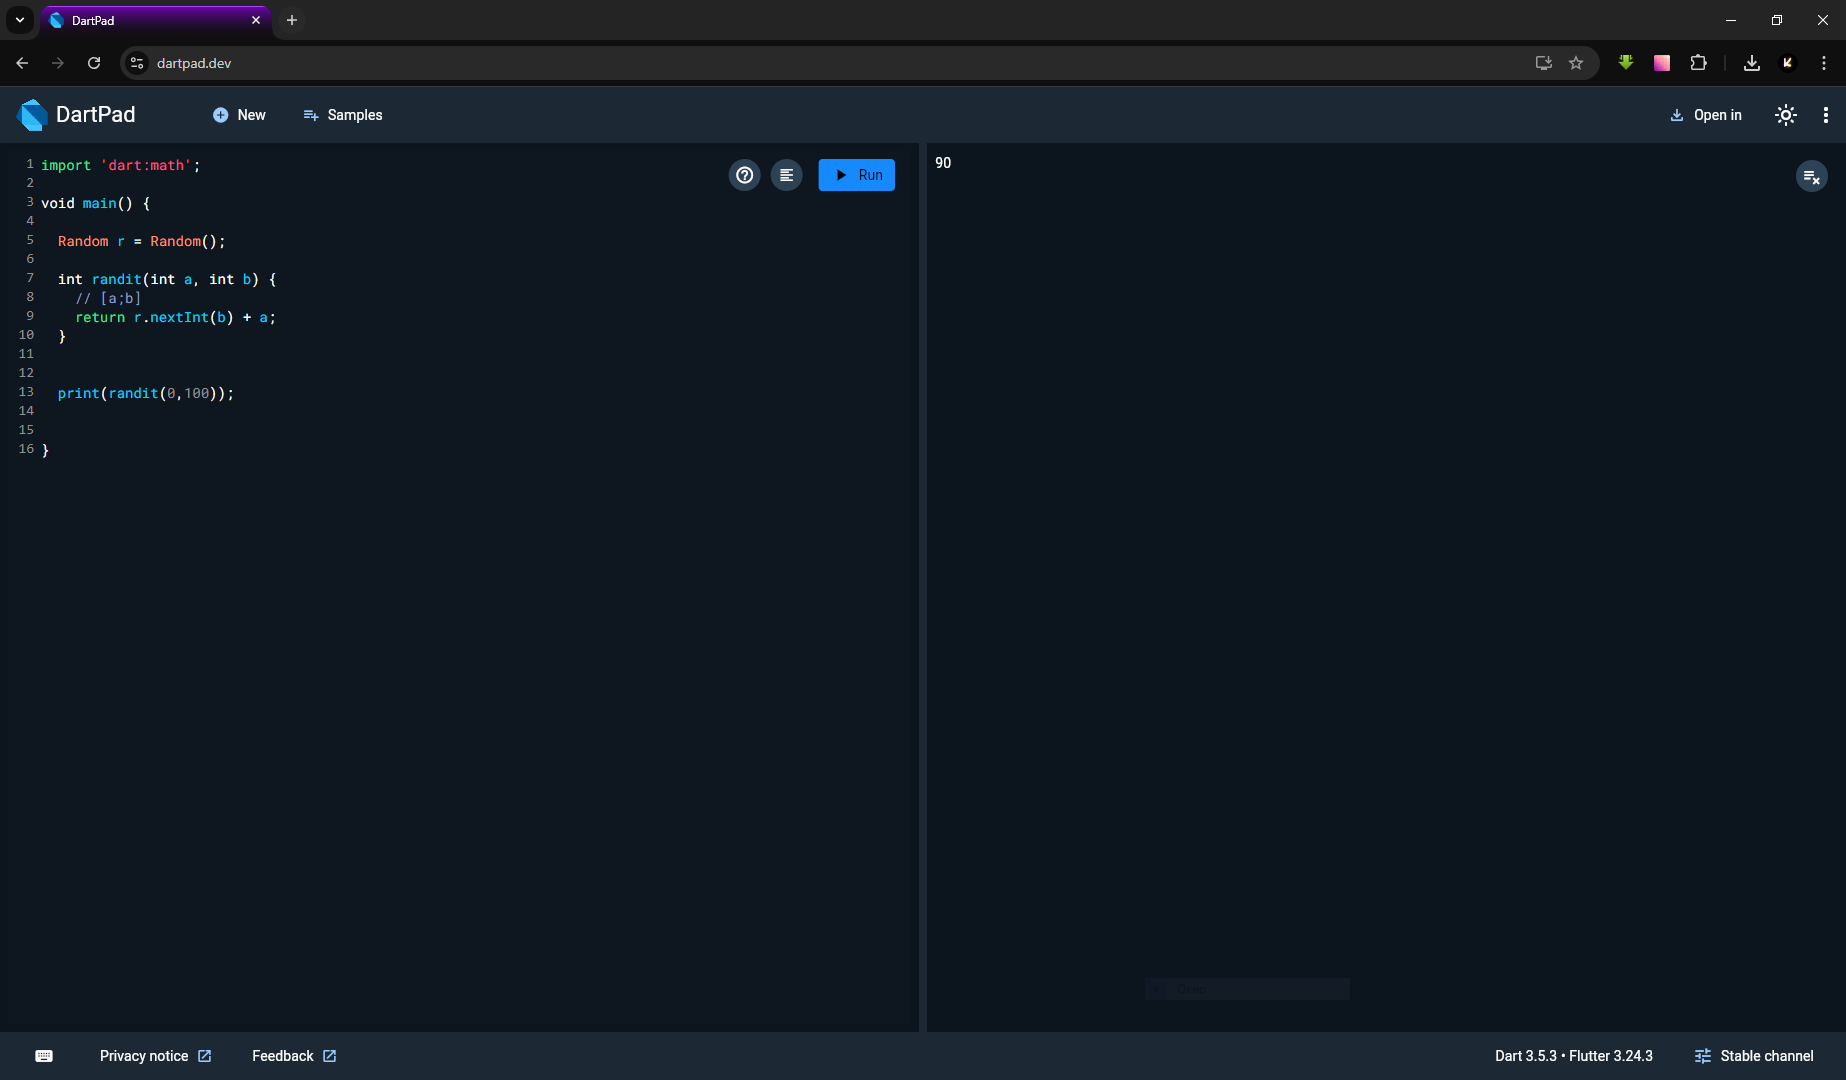 DartPad
dartpad.dev
DartPad
New
Samples
Open in
1 import 'dart:math';
2
3 void main() {
4
5 Random r = Random();
6
7 int randit(int a, int b) {
8 // [a;b]
9 return r.nextInt(b) + a;
10 }
11
12
13 print(randit(0,100));
14
15
16 }
Run
90
Privacy notice
Feedback
Dart 3.5.3 • Flutter 3.24.3
Stable channel